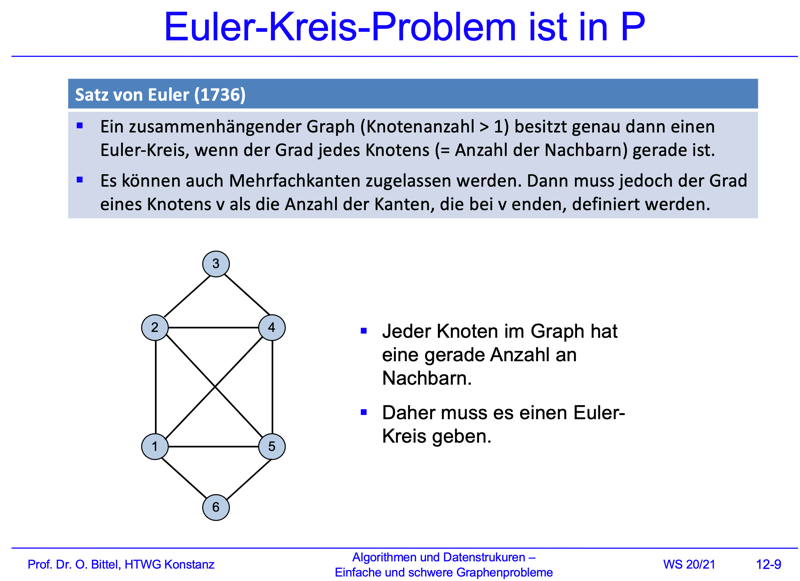 Euler-Kreis-Problem ist in P
Satz von Euler (1736)
▪ Ein zusammenhängender Graph (Knotenanzahl > 1) besitzt genau dann einen
Euler-Kreis, wenn der Grad jedes Knotens (= Anzahl der Nachbarn) gerade ist.
▪ Es können auch Mehrfachkanten zugelassen werden. Dann muss jedoch der Grad
eines Knotens v als die Anzahl der Kanten, die bei v enden, definiert werden.
3
2
4
1
5
6
▪ Jeder Knoten im Graph hat
eine gerade Anzahl an
Nachbarn.
▪ Daher muss es einen Euler-
Kreis geben.
Prof. Dr. O. Bittel, HTWG Konstanz
Algorithmen und Datenstrukuren –
Einfache und schwere Graphenprobleme
WS 20/21
12-9